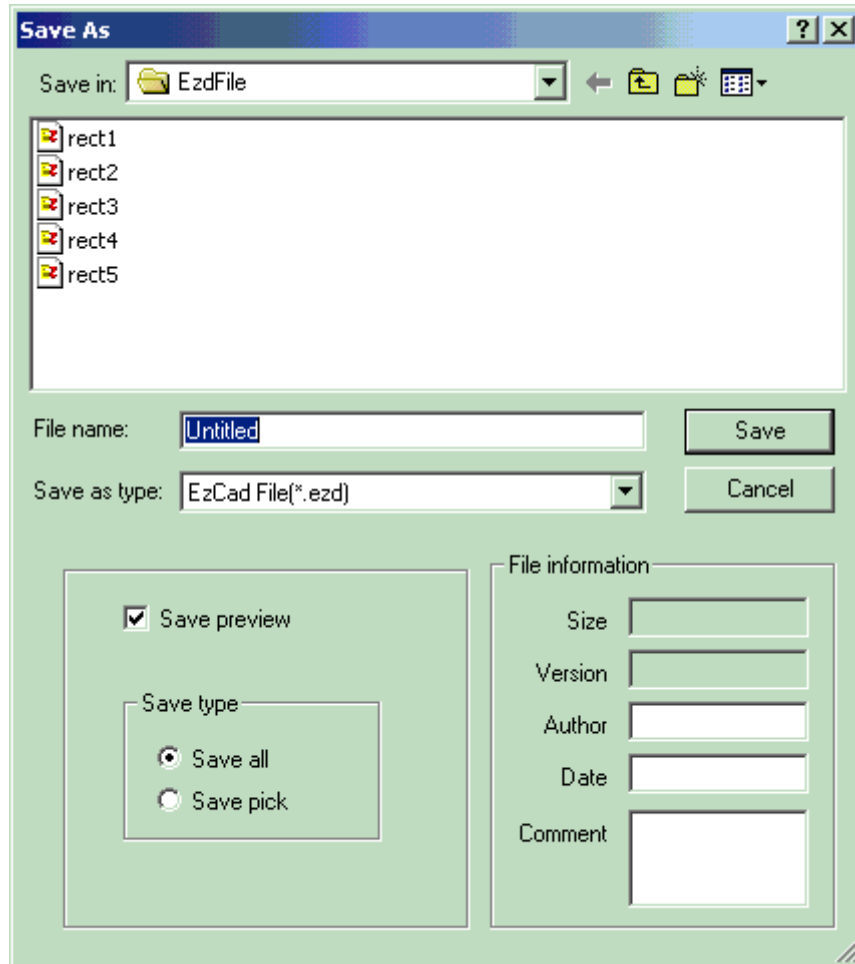 Save As
Save in: EzdFile
rect1
rect2
rect3
rect4
rect5
File name: Untitled Save
Save as type: EzCad File(*.ezd) Cancel
Save preview
Save type
Save all
Save pick
File information
Size
Version
Author
Date
Comment